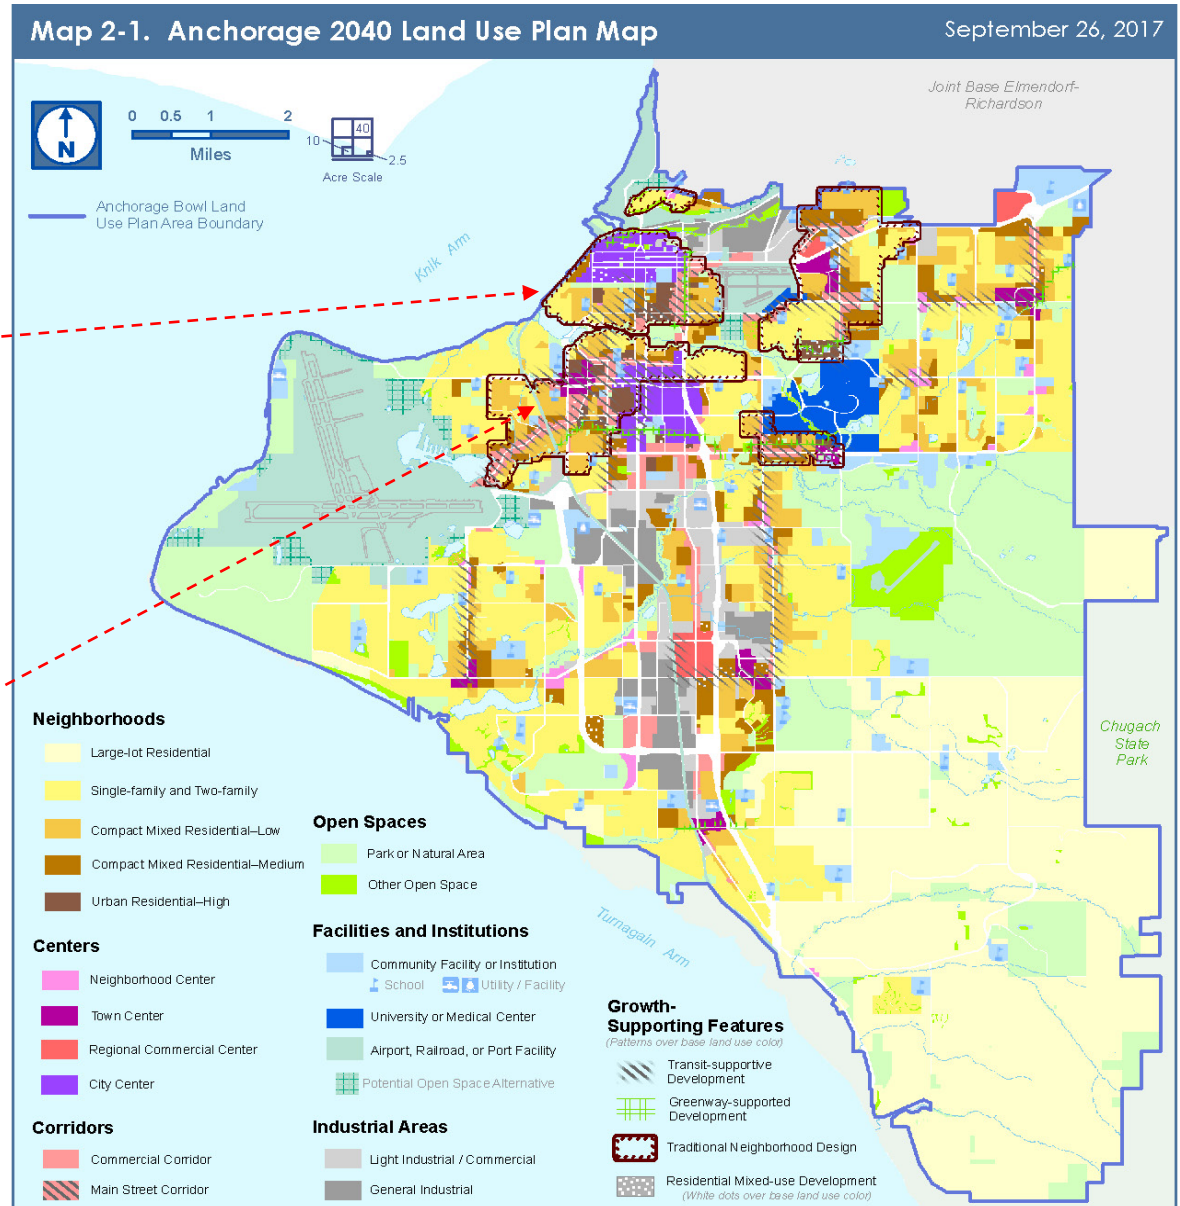 Map 2-1. Anchorage 2040 Land Use Plan Map
September 26, 2017
Joint Base Elmendorf-
Richardson
N
0 0.5 1 2
Miles
40
10
2.5
Acre Scale
Anchorage Bowl Land
Use Plan Area Boundary
Knik Arm
Chugach
State
Park
Turnagain Arm
Neighborhoods
Large-lot Residential
Single-family and Two-family
Compact Mixed Residential–Low
Compact Mixed Residential–Medium
Urban Residential–High
Centers
Neighborhood Center
Town Center
Regional Commercial Center
City Center
Corridors
Commercial Corridor
Main Street Corridor
Open Spaces
Park or Natural Area
Other Open Space
Facilities and Institutions
Community Facility or Institution
School Utility / Facility
University or Medical Center
Airport, Railroad, or Port Facility
Potential Open Space Alternative
Industrial Areas
Light Industrial / Commercial
General Industrial
Growth-
Supporting Features
(Patterns over base land use color)
Transit-supportive
Development
Greenway-supported
Development
Traditional Neighborhood Design
Residential Mixed-use Development
(White dots over base land use color)